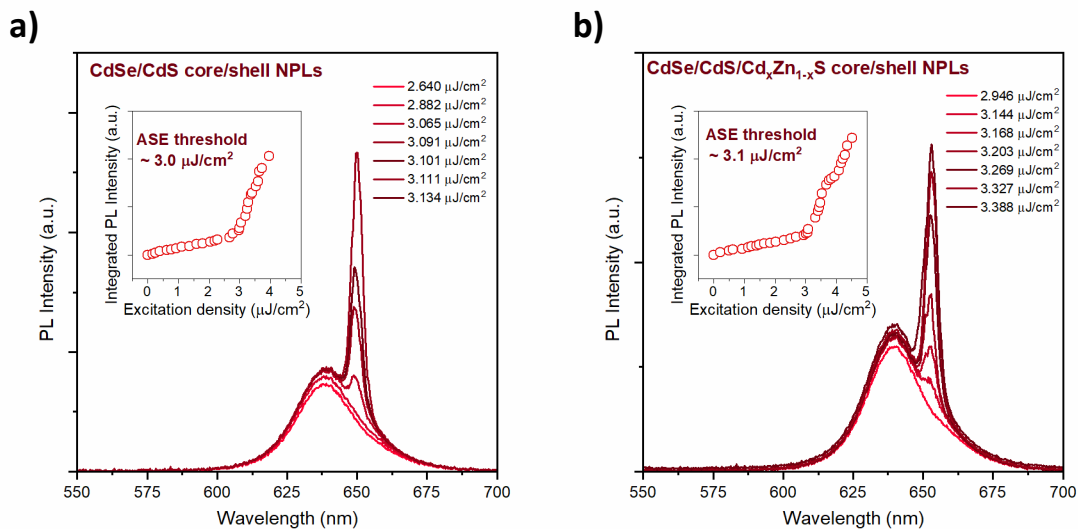 a)
CdSe/CdS core/shell NPLs
2.640 μJ/cm²
2.882 μJ/cm²
3.065 μJ/cm²
3.091 μJ/cm²
3.101 μJ/cm²
3.111 μJ/cm²
3.134 μJ/cm²
ASE threshold
~ 3.0 μJ/cm²
Integrated PL Intensity (a.u.)
0 1 2 3 4 5
Excitation density (μJ/cm²)
PL Intensity (a.u.)
550 600 625 650 675 700
Wavelength (nm)
b)
CdSe/CdS/CdₓZn₁₋ₓS core/shell NPLs
2.946 μJ/cm²
3.144 μJ/cm²
3.168 μJ/cm²
3.203 μJ/cm²
3.269 μJ/cm²
3.327 μJ/cm²
3.388 μJ/cm²
ASE threshold
~ 3.1 μJ/cm²
Integrated PL Intensity (a.u.)
0 1 2 3 4 5
Excitation density (μJ/cm²)
PL Intensity (a.u.)
550 600 625 650 675 700
Wavelength (nm)